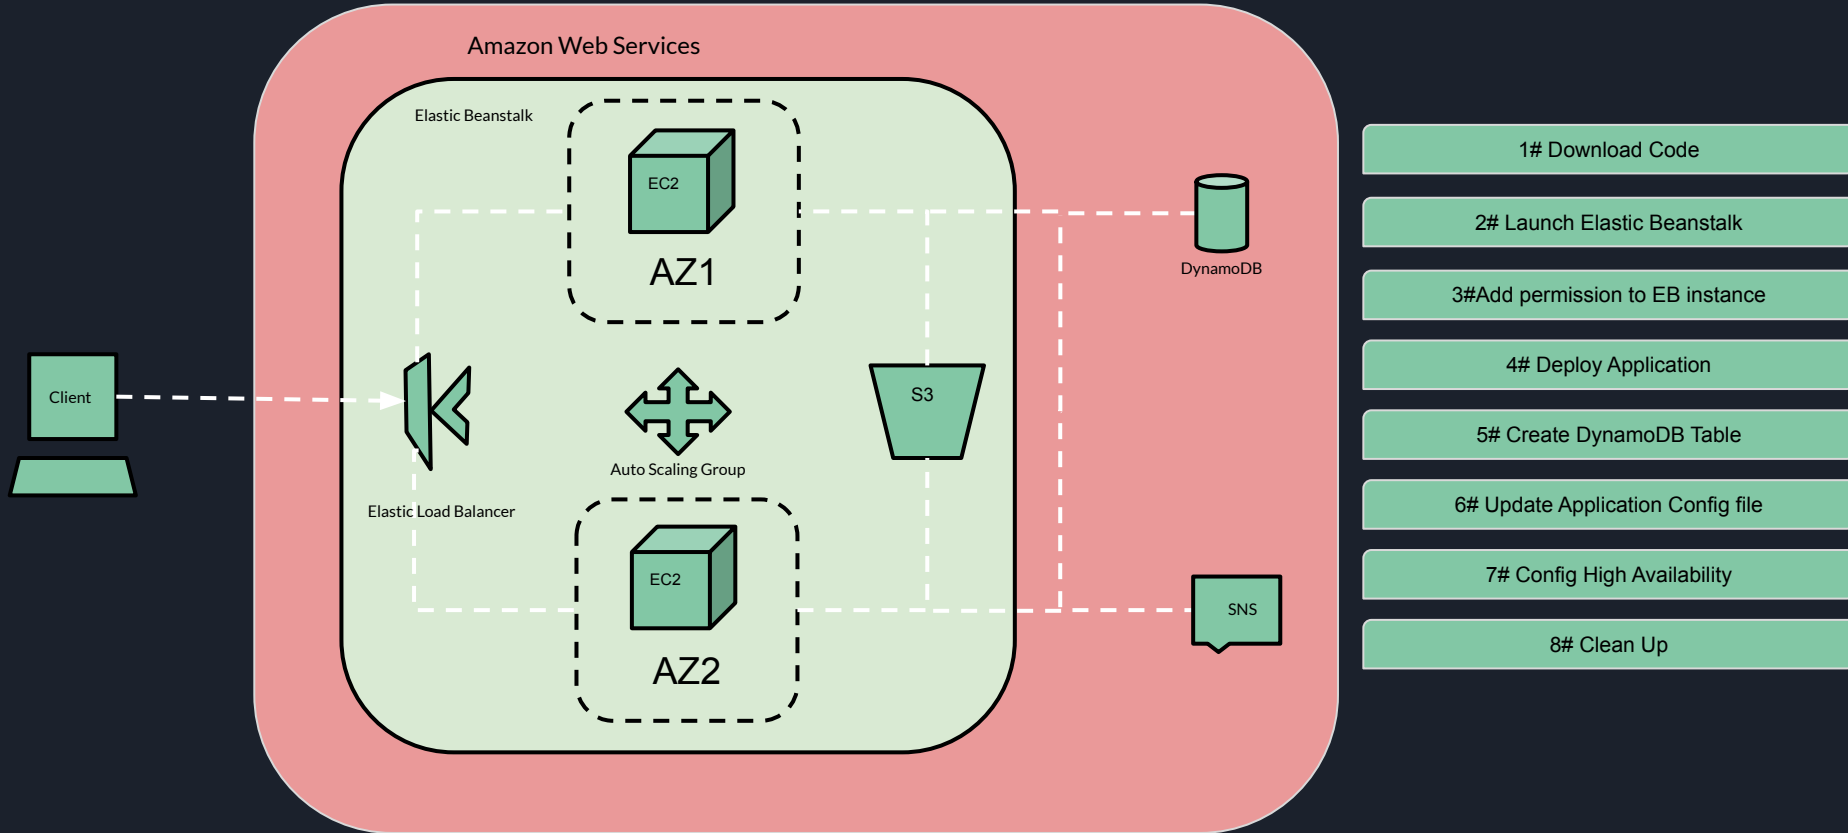 Amazon Web Services
Elastic Beanstalk
EC2
AZ1
DynamoDB
Client
S3
Auto Scaling Group
Elastic Load Balancer
EC2
AZ2
SNS
1# Download Code
2# Launch Elastic Beanstalk
3#Add permission to EB instance
4# Deploy Application
5# Create DynamoDB Table
6# Update Application Config file
7# Config High Availability
8# Clean Up